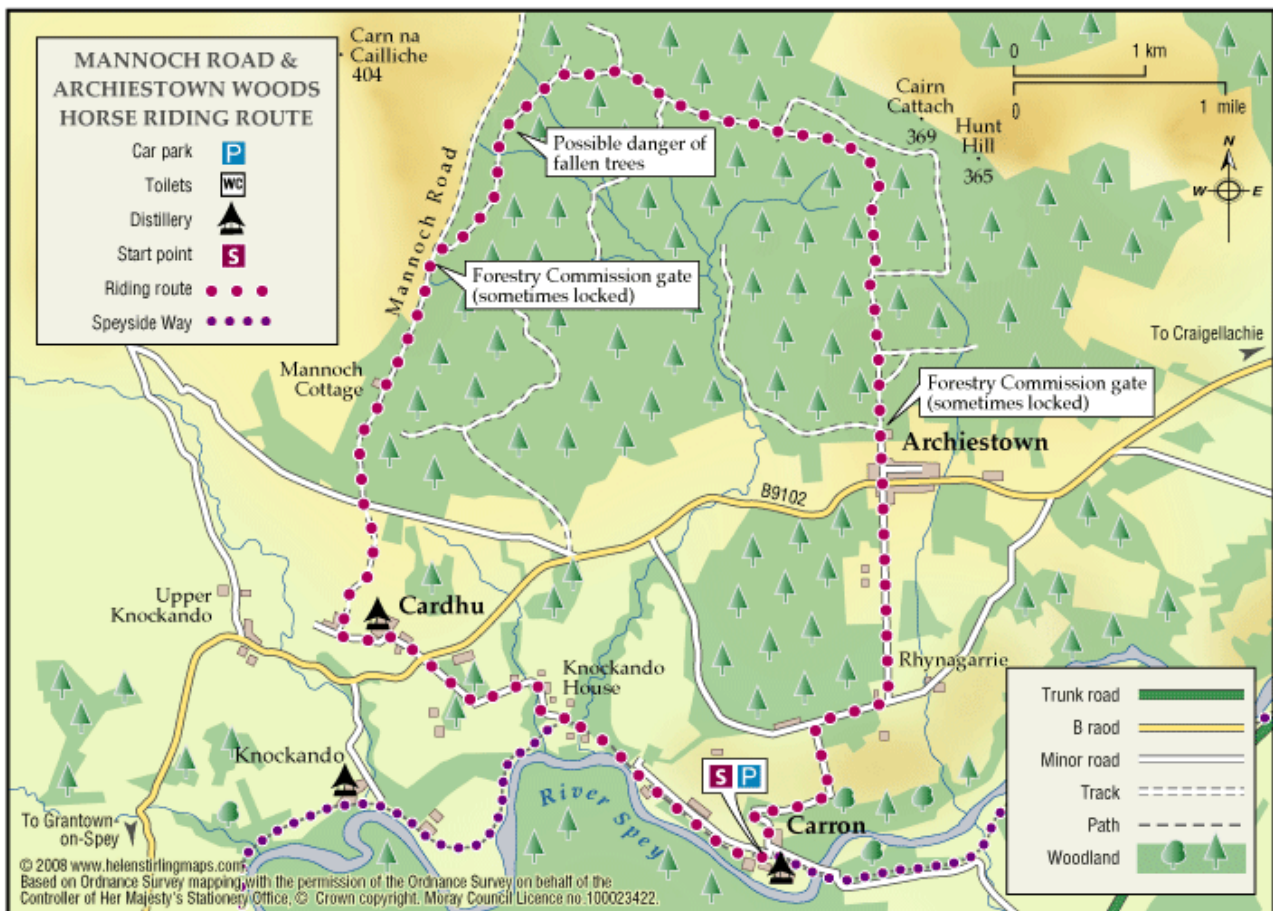 MANNOCH ROAD &
ARCHIESTOWN WOODS
HORSE RIDING ROUTE
Car park
P
Toilets
WC
Distillery
Start point
S
Riding route
Speyside Way
Carn na
Cailliche
404
0 1 km
0 1 mile
N
W E
Cairn
Cattach
369
Hunt
Hill
365
Possible danger of
fallen trees
Mannoch Road
Forestry Commission gate
(sometimes locked)
To Craigellachie
Mannoch
Cottage
Forestry Commission gate
(sometimes locked)
Archiestown
B9102
Upper
Knockando
Cardhu
Knockando
House
Rhynagarrie
Knockando
S P
River Spey
Carron
To Grantown-
on-Spey
Trunk road
B raod
Minor road
Track
Path
Woodland
© 2008 www.helenstirlingmaps.com
Based on Ordnance Survey mapping with the permission of the Ordnance Survey on behalf of the
Controller of Her Majesty's Stationery Office, © Crown copyright. Moray Council Licence no.100023422.